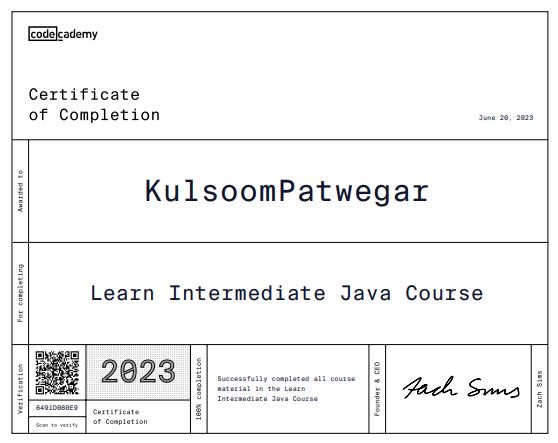 codecademy
Certificate
of Completion
June 20, 2023
Awarded to
KulsoomPatwegar
For completing
Learn Intermediate Java Course
Verification
6491D080E9
Scan to verify
2023
Certificate
of Completion
100% completion
Successfully completed all course
material in the Learn
Intermediate Java Course
Founder & CEO
Zach Sims
Zach Sims